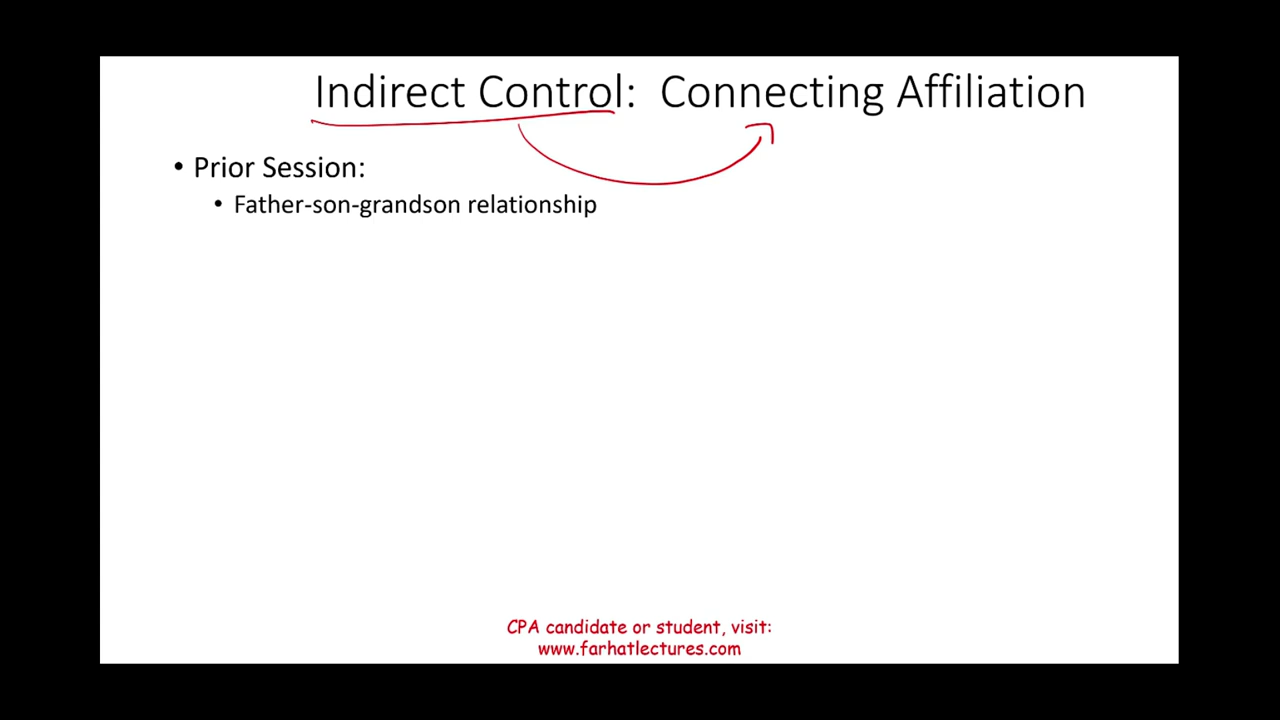 Indirect Control: Connecting Affiliation
• Prior Session:
• Father-son-grandson relationship
CPA candidate or student, visit:
www.farhatlectures.com